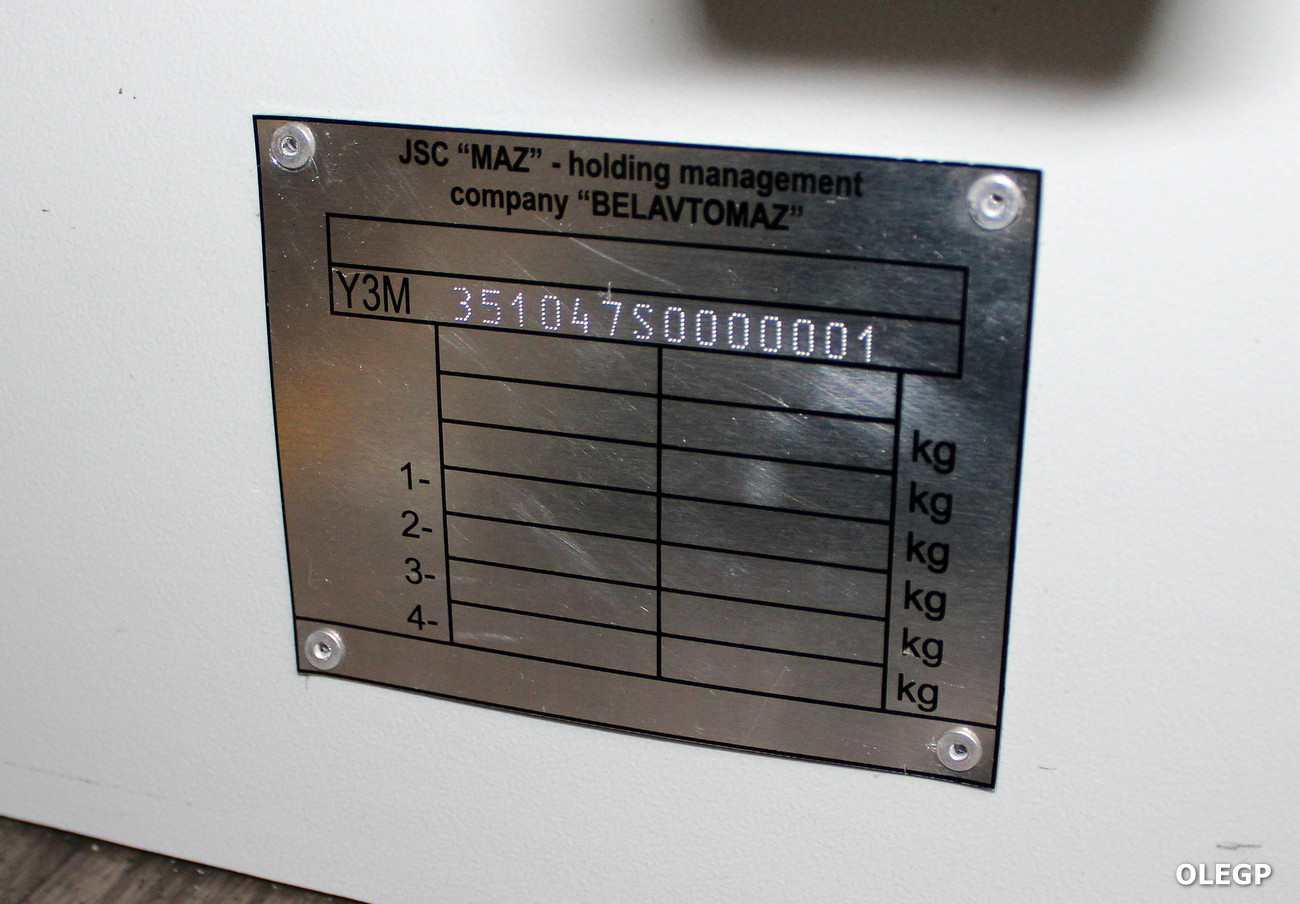 JSC “MAZ” - holding management
company “BELAVTOMAZ”
Y3M 351047S0000001
kg
1- kg
2- kg
3- kg
4- kg
kg
OLEGP